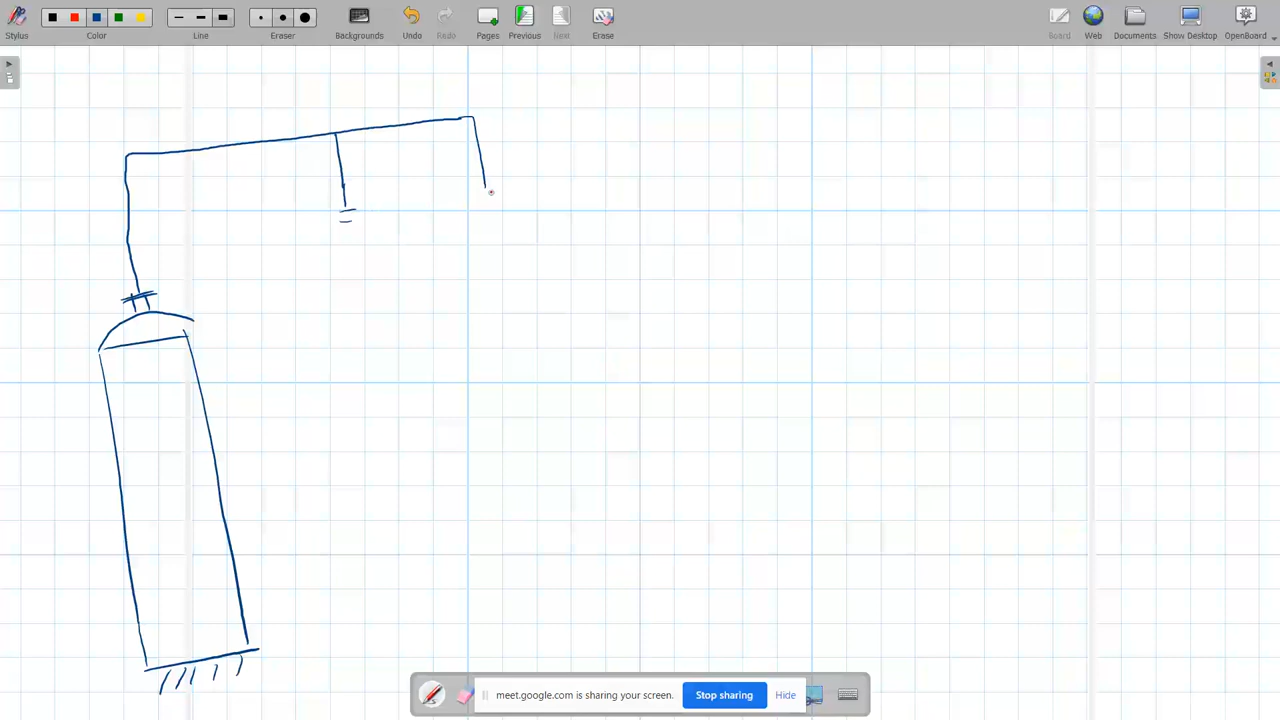 Stylus
Color
Line
Eraser
Backgrounds
Undo
Redo
Pages
Previous
Next
Erase
Board
Web
Documents
Show Desktop
OpenBoard
meet.google.com is sharing your screen.
Stop sharing
Hide